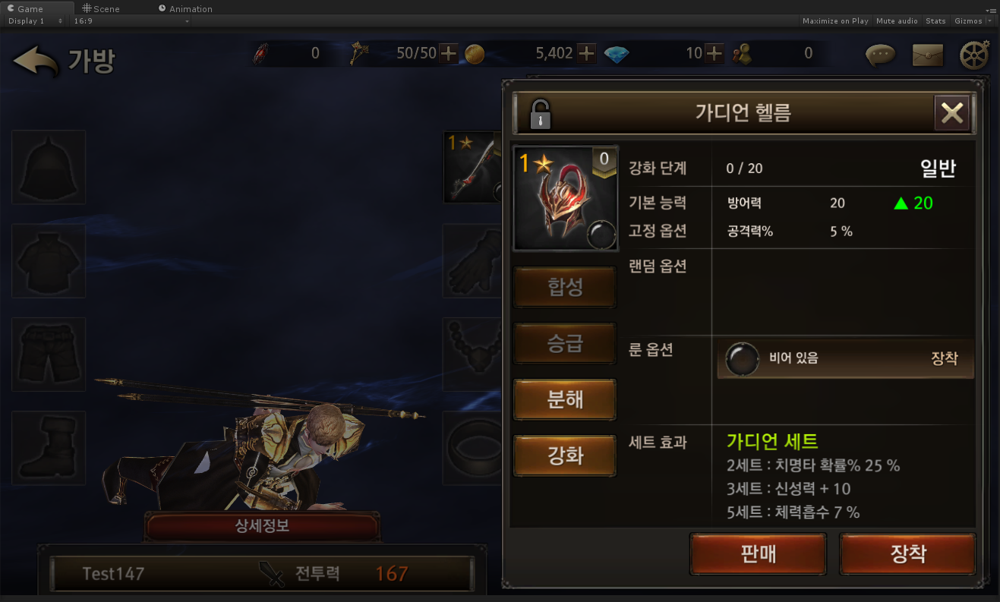 Game Scene Animation
Display 1 16:9 Maximize on Play Mute audio Stats Gizmos
가방 0 50/50 5,402 10 0
가디언 헬름
1
1 0
강화 단계 0 / 20 일반
기본 능력 방어력 20 ▲ 20
고정 옵션 공격력% 5 %
랜덤 옵션
합성
승급
룬 옵션 비어 있음 장착
분해
강화
세트 효과 가디언 세트
2세트 : 치명타 확률% 25 %
3세트 : 신성력 + 10
5세트 : 체력흡수 7 %
상세정보
판매 장착
Test147 전투력 167